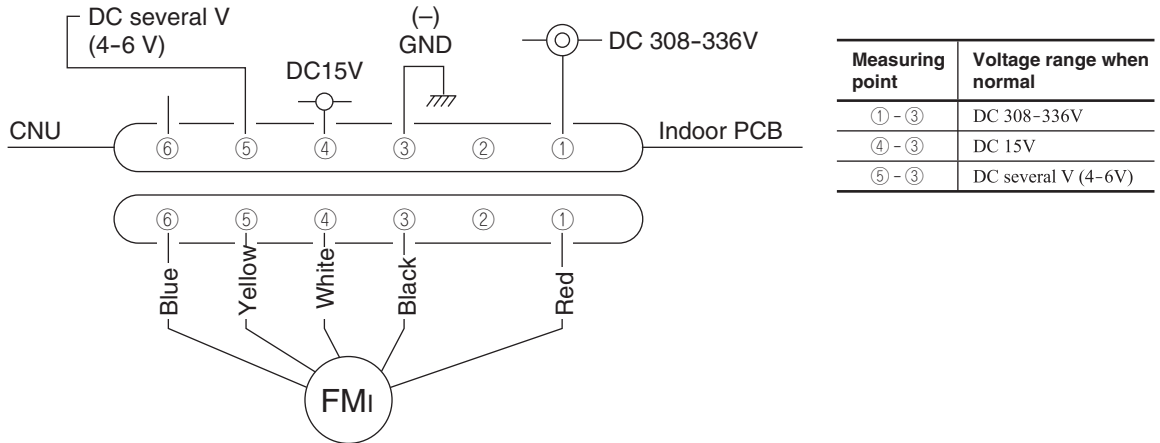 DC several V
(4-6 V)
(–)
GND
DC15V
DC 308-336V
CNU
⑥ ⑤ ④ ③ ② ①
Indoor PCB
⑥ ⑤ ④ ③ ② ①
Blue
Yellow
White
Black
Red
FMI
Measuring point
Voltage range when normal
① - ③ DC 308-336V
④ - ③ DC 15V
⑤ - ③ DC several V (4-6V)